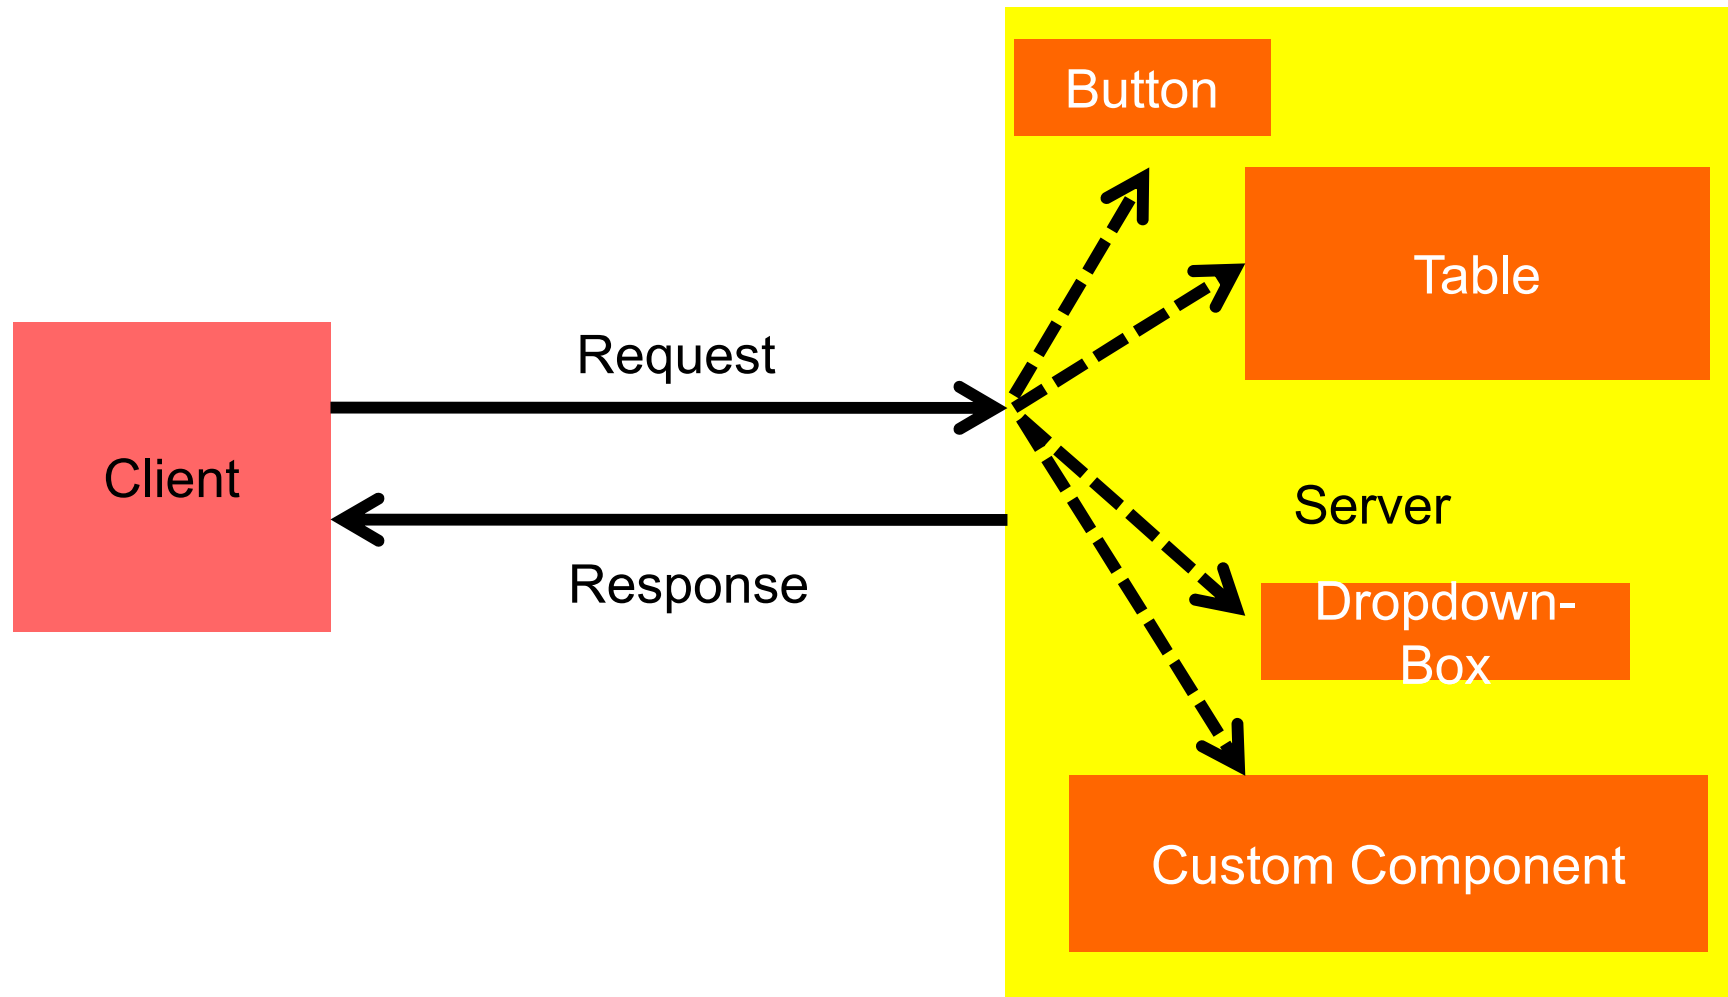 Button
Table
Request
Client
Server
Response
Dropdown-
Box
Custom Component